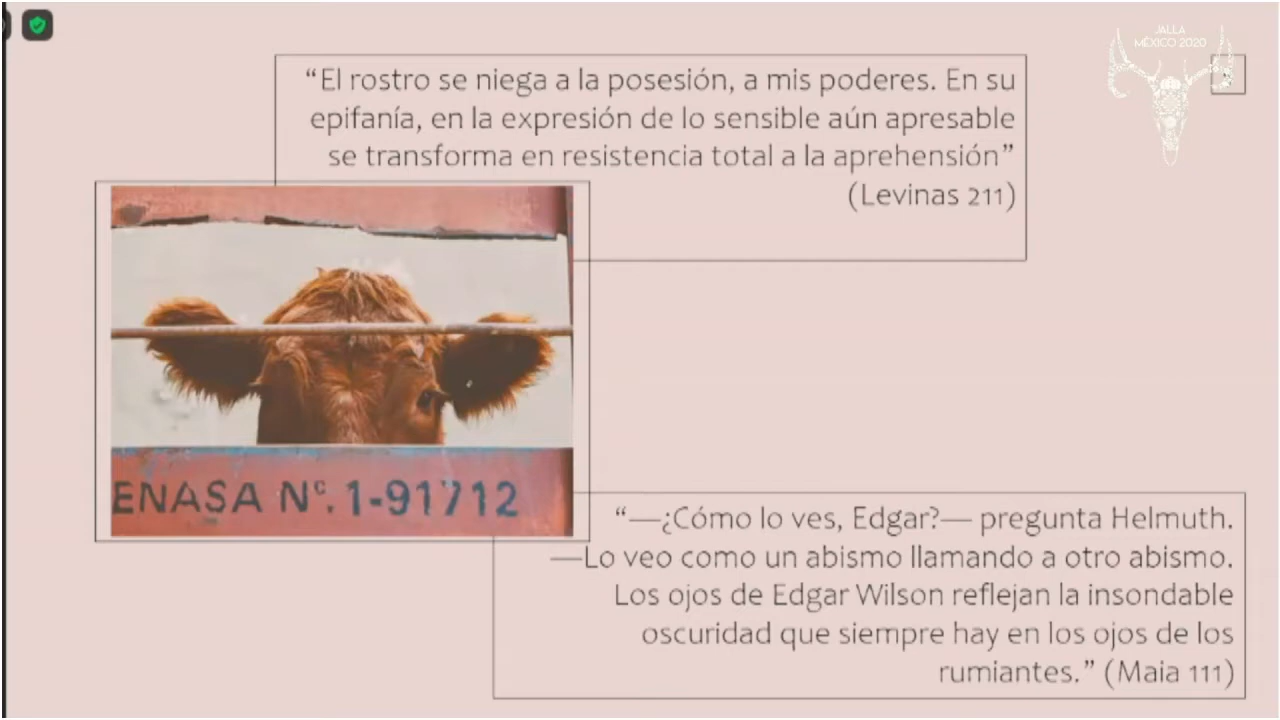 JALLA
MÉXICO 2020
“El rostro se niega a la posesión, a mis poderes. En su
epifanía, en la expresión de lo sensible aún apresable
se transforma en resistencia total a la aprehensión”
(Levinas 211)
ENASA Nº. 1-91712
“—¿Cómo lo ves, Edgar?— pregunta Helmuth.
—Lo veo como un abismo llamando a otro abismo.
Los ojos de Edgar Wilson reflejan la insondable
oscuridad que siempre hay en los ojos de los
rumiantes.” (Maia 111)